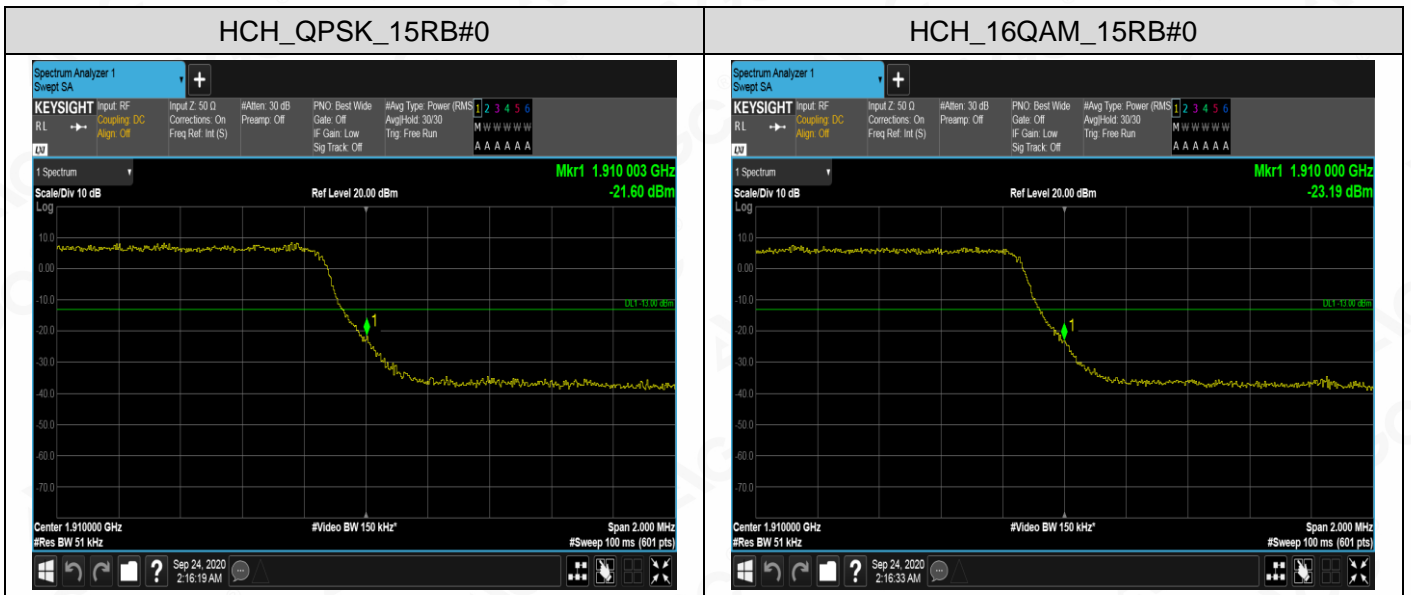 HCH_QPSK_15RB#0
HCH_16QAM_15RB#0
Spectrum Analyzer 1
Swept SA
+
KEYSIGHT
RL
LXI
Input: RF
Coupling: DC
Align: Off
Input Z: 50 Ω
Corrections: On
Freq Ref: Int (S)
#Atten: 30 dB
Preamp: Off
PNO: Best Wide
Gate: Off
IF Gain: Low
Sig Track: Off
#Avg Type: Power (RMS
Avg|Hold: 30/30
Trig: Free Run
1 2 3 4 5 6
M W W W W W
A A A A A A
1 Spectrum
Scale/Div 10 dB
Log
Ref Level 20.00 dBm
Mkr1 1.910 003 GHz
-21.60 dBm
10.0
0.00
-10.0
-20.0
-30.0
-40.0
-50.0
-60.0
-70.0
DL1 -13.00 dBm
1
Center 1.910000 GHz
#Res BW 51 kHz
#Video BW 150 kHz*
Span 2.000 MHz
#Sweep 100 ms (601 pts)
?
Sep 24, 2020
2:16:19 AM
Spectrum Analyzer 1
Swept SA
+
KEYSIGHT
RL
LXI
Input: RF
Coupling: DC
Align: Off
Input Z: 50 Ω
Corrections: On
Freq Ref: Int (S)
#Atten: 30 dB
Preamp: Off
PNO: Best Wide
Gate: Off
IF Gain: Low
Sig Track: Off
#Avg Type: Power (RMS
Avg|Hold: 30/30
Trig: Free Run
1 2 3 4 5 6
M W W W W W
A A A A A A
1 Spectrum
Scale/Div 10 dB
Log
Ref Level 20.00 dBm
Mkr1 1.910 000 GHz
-23.19 dBm
10.0
0.00
-10.0
-20.0
-30.0
-40.0
-50.0
-60.0
-70.0
DL1 -13.00 dBm
1
Center 1.910000 GHz
#Res BW 51 kHz
#Video BW 150 kHz*
Span 2.000 MHz
#Sweep 100 ms (601 pts)
?
Sep 24, 2020
2:16:33 AM